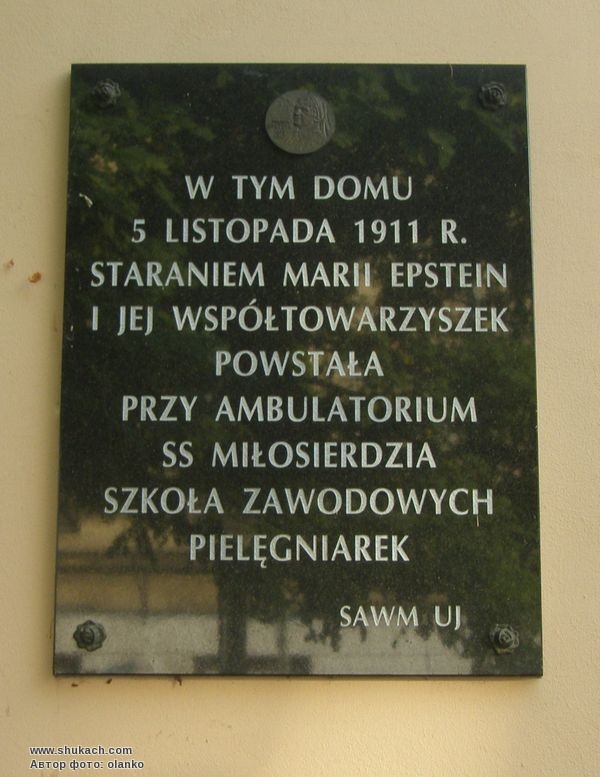 W TYM DOMU
5 LISTOPADA 1911 R.
STARANIEM MARII EPSTEIN
I JEJ WSPÓŁTOWARZYSZEK
POWSTAŁA
PRZY AMBULATORIUM
SS MIŁOSIERDZIA
SZKOŁA ZAWODOWYCH
PIELĘGNIAREK
SAWM UJ
www.shukach.com
Автор фото: olanko